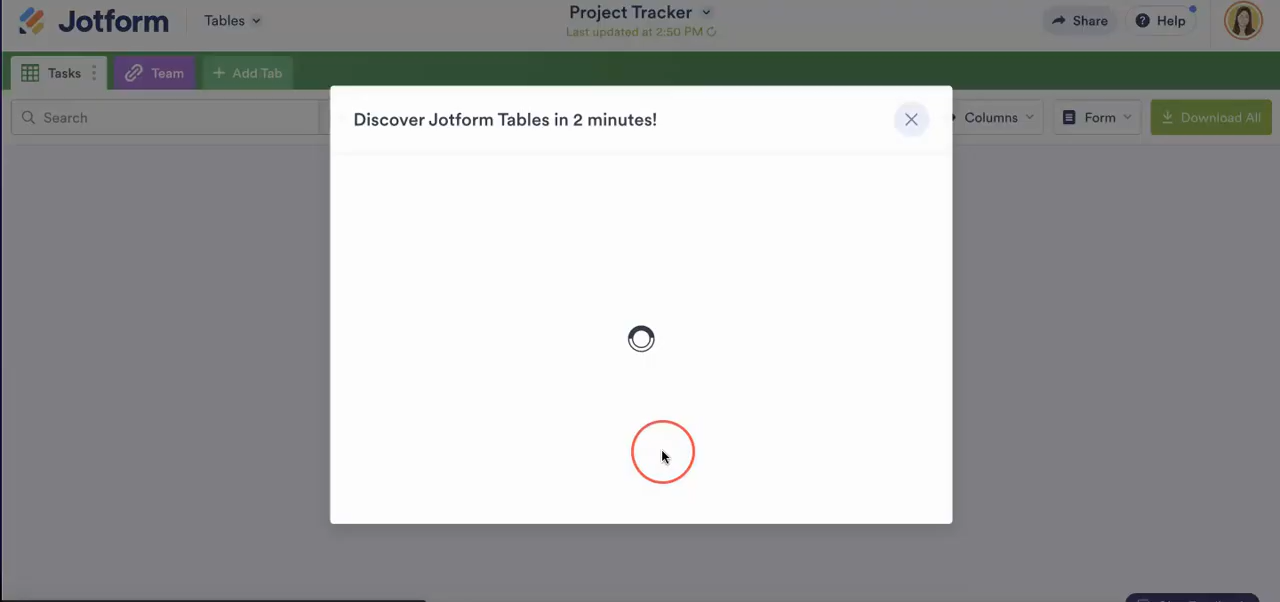 Jotform
Tables
Project Tracker
Last updated at 2:50 PM
Share
Help
Tasks
Team
+ Add Tab
Search
Columns
Form
Download All
Discover Jotform Tables in 2 minutes!